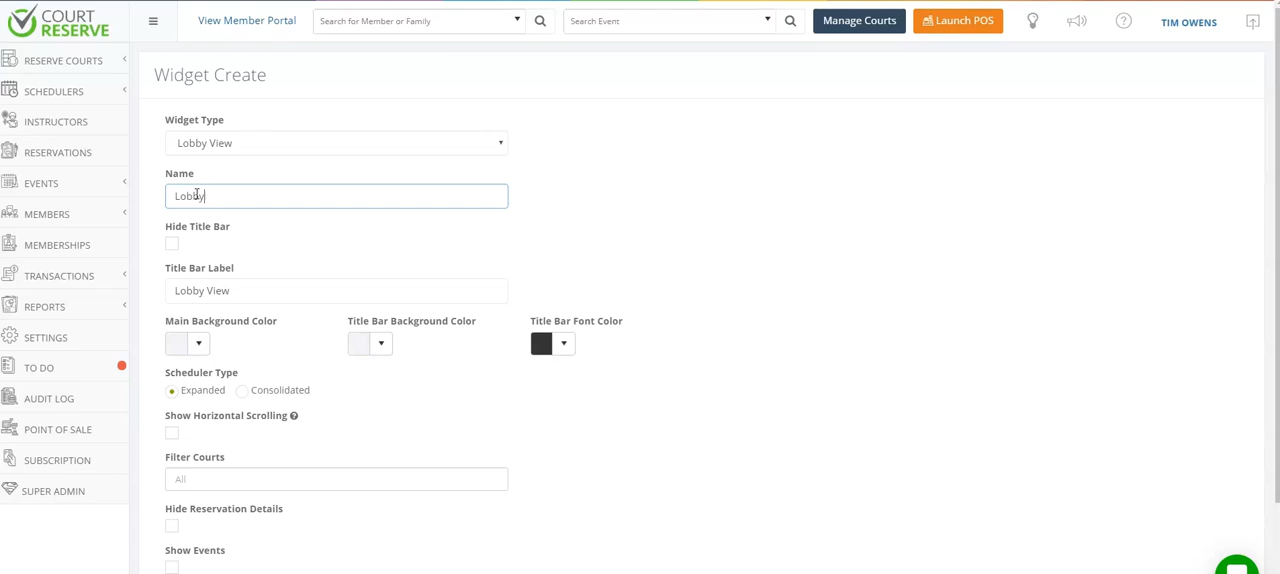 COURT
RESERVE
View Member Portal
Search for Member or Family
Search Event
Manage Courts
Launch POS
TIM OWENS
RESERVE COURTS
SCHEDULERS
INSTRUCTORS
RESERVATIONS
EVENTS
MEMBERS
MEMBERSHIPS
TRANSACTIONS
REPORTS
SETTINGS
TO DO
AUDIT LOG
POINT OF SALE
SUBSCRIPTION
SUPER ADMIN
Widget Create
Widget Type
Lobby View
Name
Lobby
Hide Title Bar
Title Bar Label
Lobby View
Main Background Color Title Bar Background Color Title Bar Font Color
Scheduler Type
Expanded Consolidated
Show Horizontal Scrolling
Filter Courts
All
Hide Reservation Details
Show Events